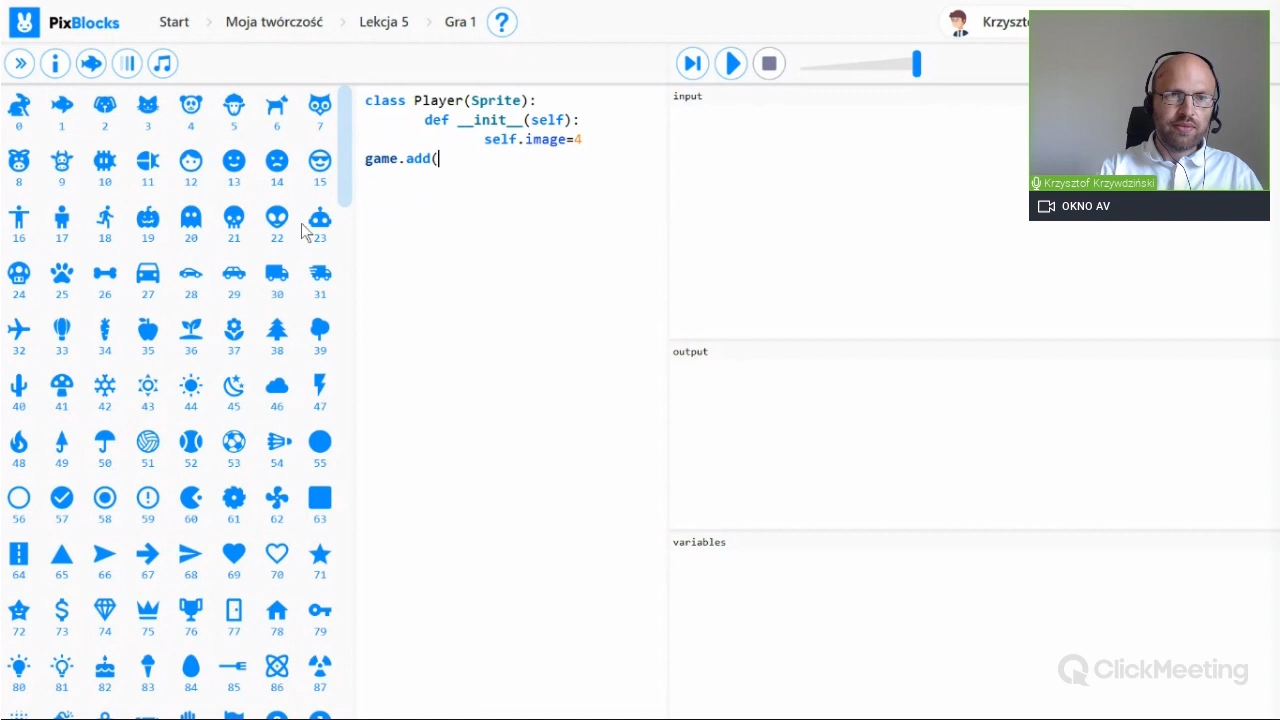 PixBlocks Start Moja twórczość Lekcja 5 Gra 1 ? Krzyszto
0 1 2 3 4 5 6 7
8 9 10 11 12 13 14 15
16 17 18 19 20 21 22 23
24 25 26 27 28 29 30 31
32 33 34 35 36 37 38 39
40 41 42 43 44 45 46 47
48 49 50 51 52 53 54 55
56 57 58 59 60 61 62 63
64 65 66 67 68 69 70 71
72 73 74 75 76 77 78 79
80 81 82 83 84 85 86 87
class Player(Sprite):
def __init__(self):
self.image=4
game.add(
input
output
variables
Krzysztof Krzywdziński
OKNO AV
ClickMeeting